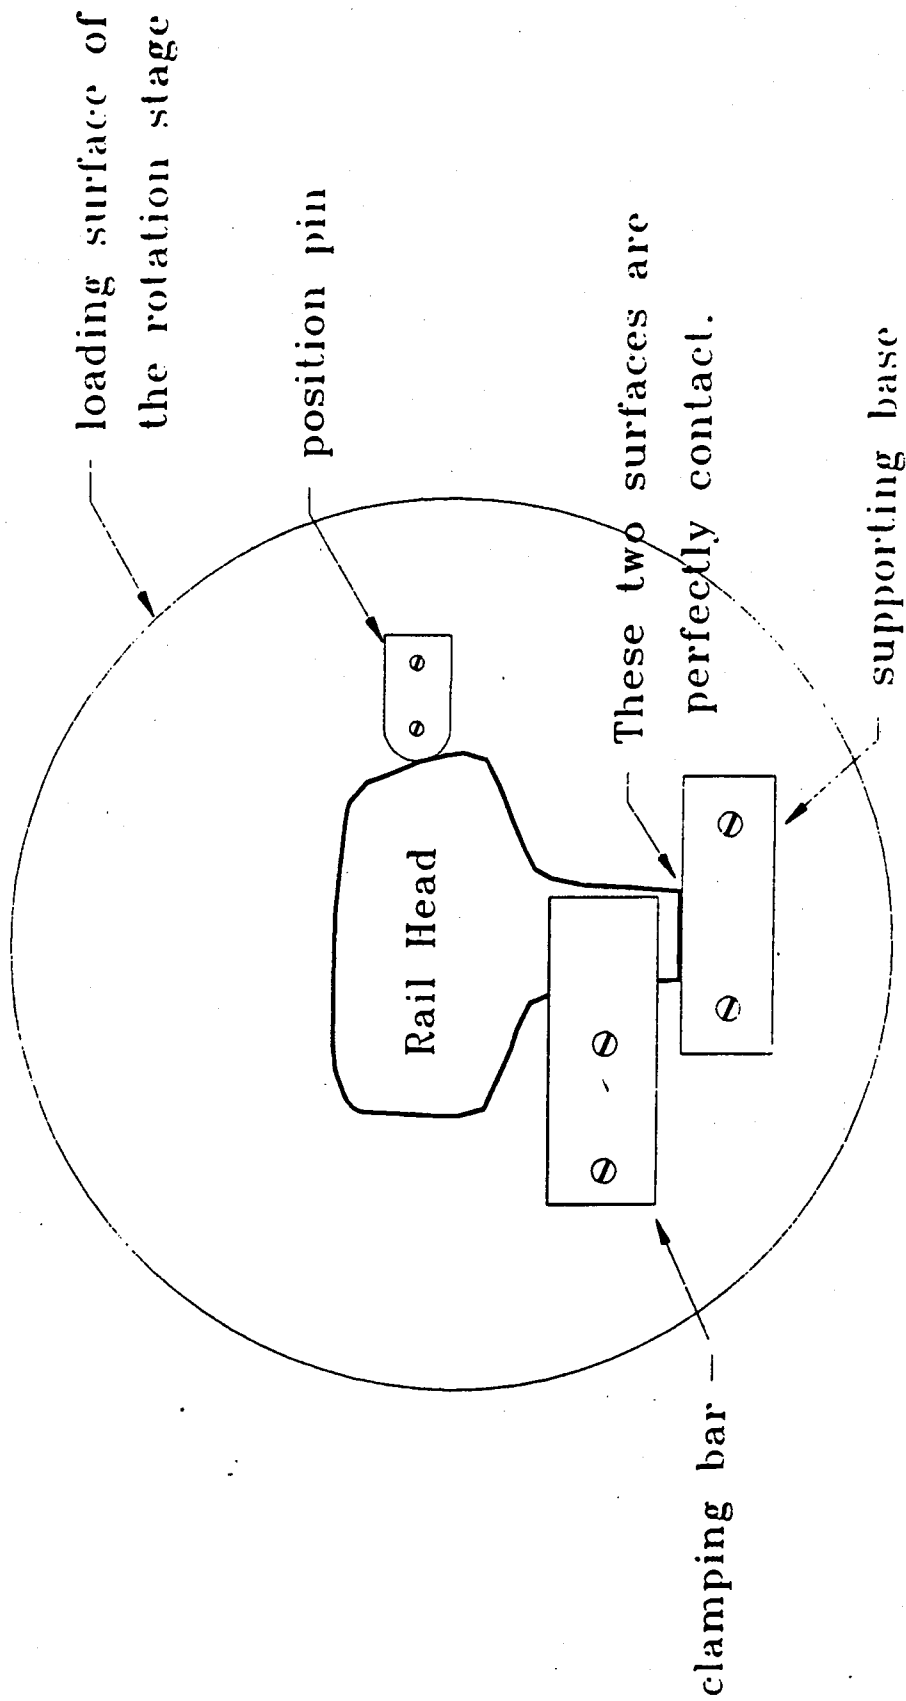 loading surface of
the rotation stage
position pin
Rail Head
These two surfaces are
perfectly contact.
supporting base
clamping bar